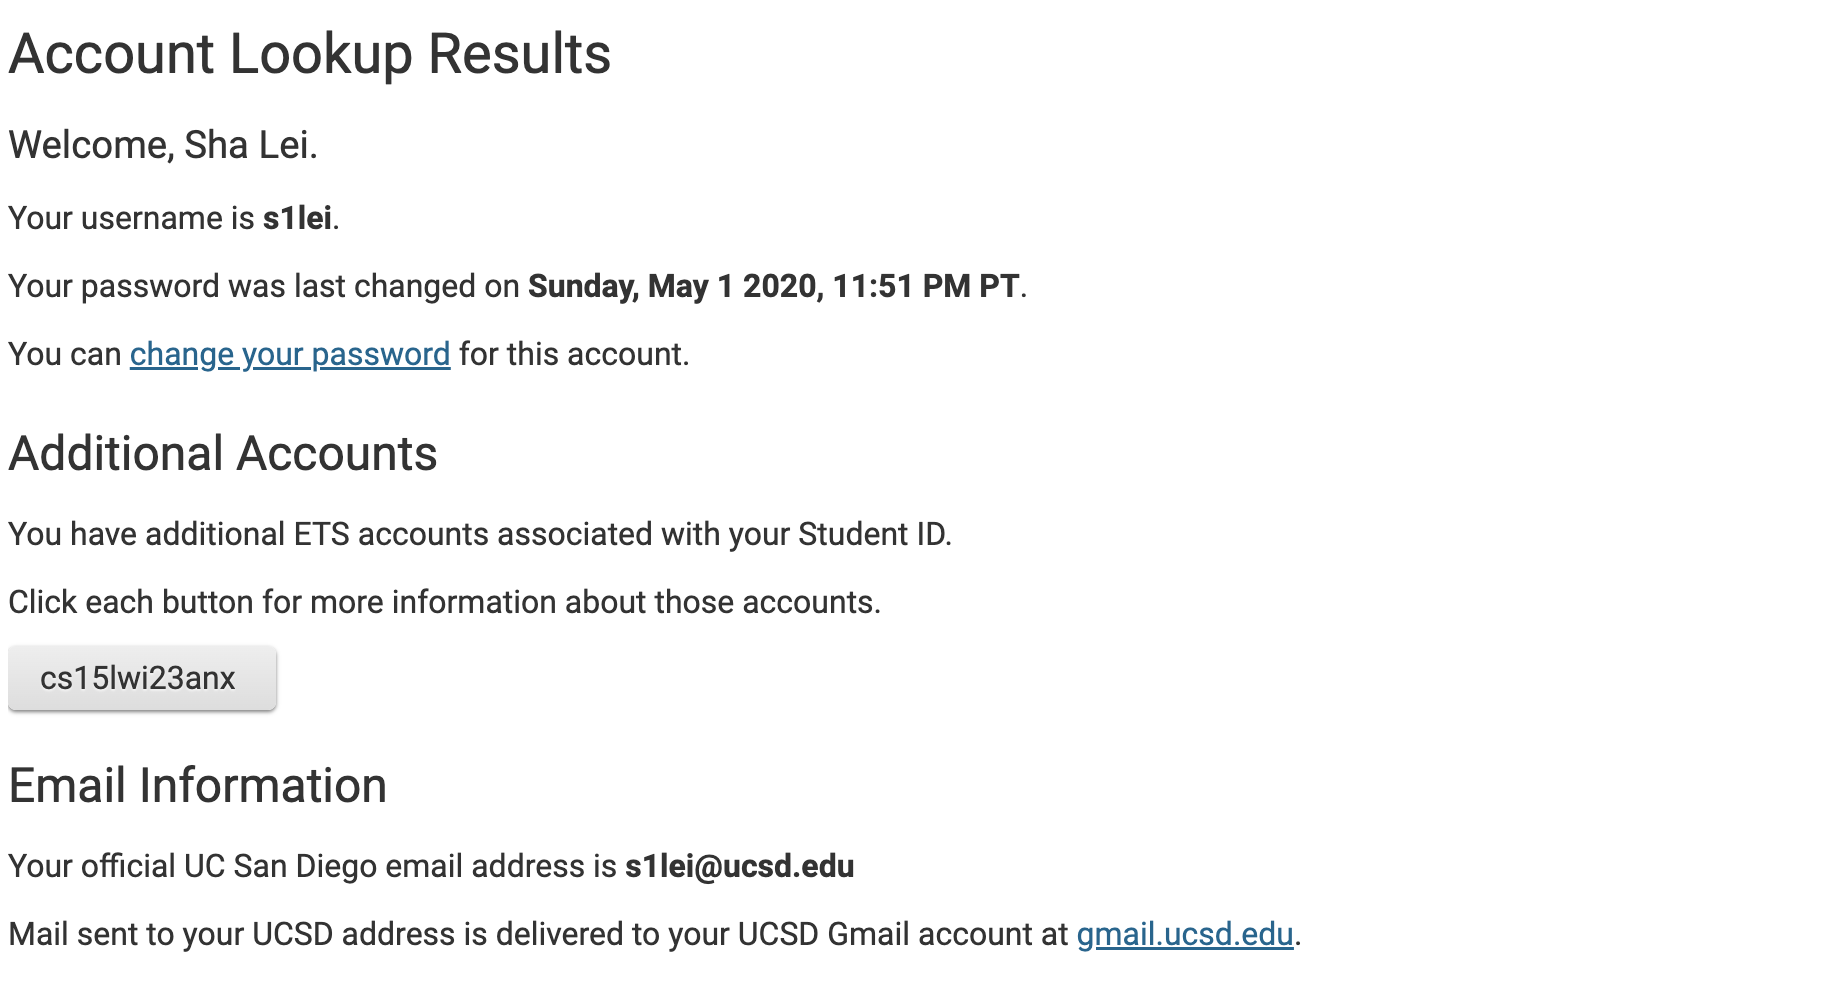 Account Lookup Results
Welcome, Sha Lei.
Your username is s1lei.
Your password was last changed on Sunday, May 1 2020, 11:51 PM PT.
You can change your password for this account.
Additional Accounts
You have additional ETS accounts associated with your Student ID.
Click each button for more information about those accounts.
cs15lwi23anx
Email Information
Your official UC San Diego email address is s1lei@ucsd.edu
Mail sent to your UCSD address is delivered to your UCSD Gmail account at gmail.ucsd.edu.